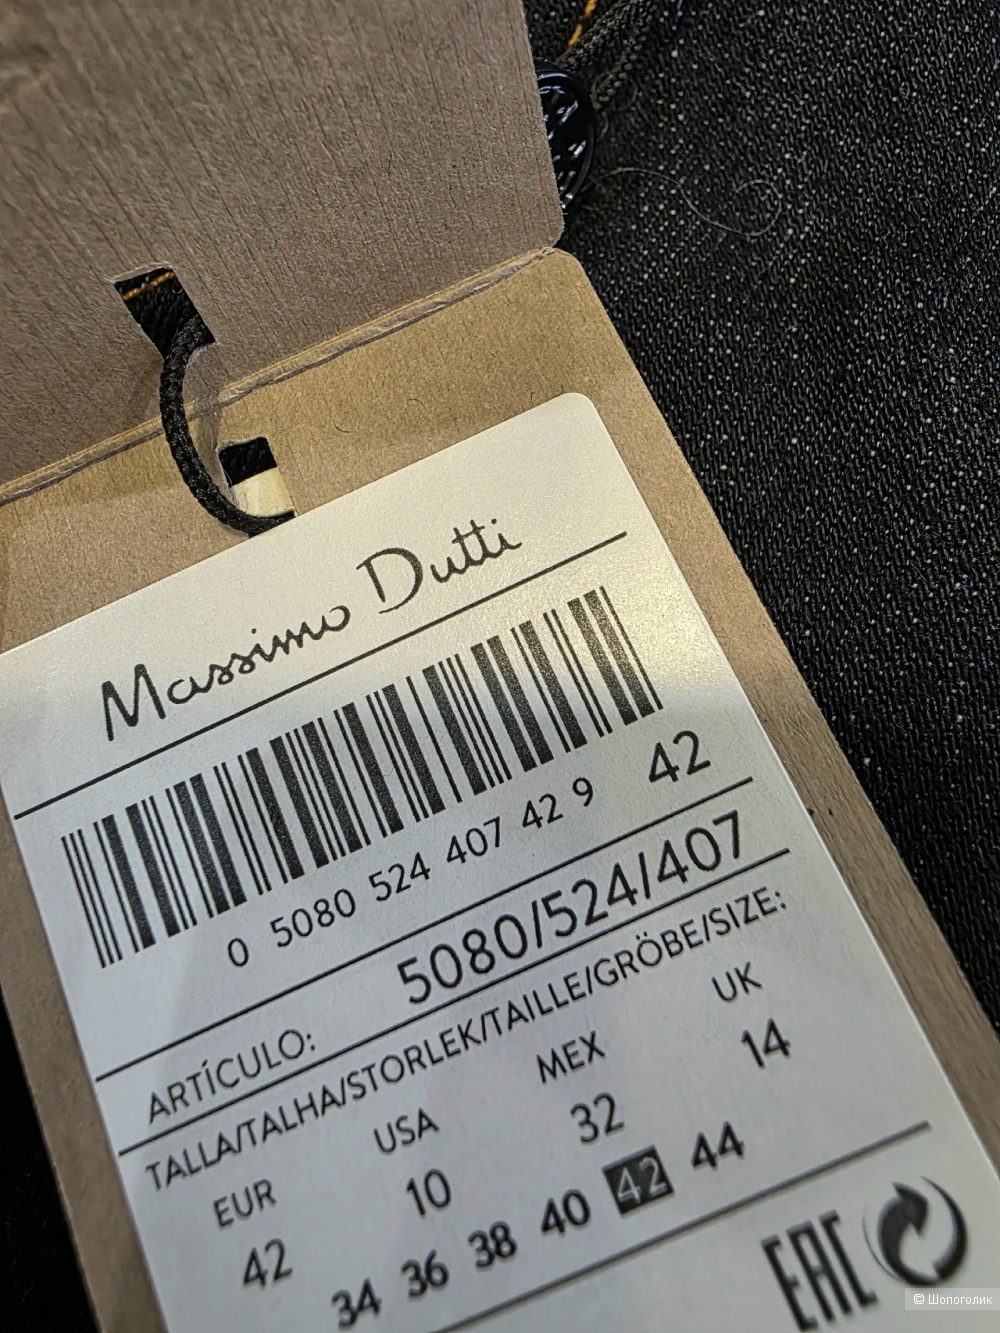 Massimo Dutti
0 5080 524 407 42 9
42
ARTÍCULO: 5080/524/407
TALLA/TALHA/STORLEK/TAILLE/GRÖBE/SIZE:
EUR USA MEX UK
42 10 32 14
34 36 38 40 42 44
EAC
© Шопоголик